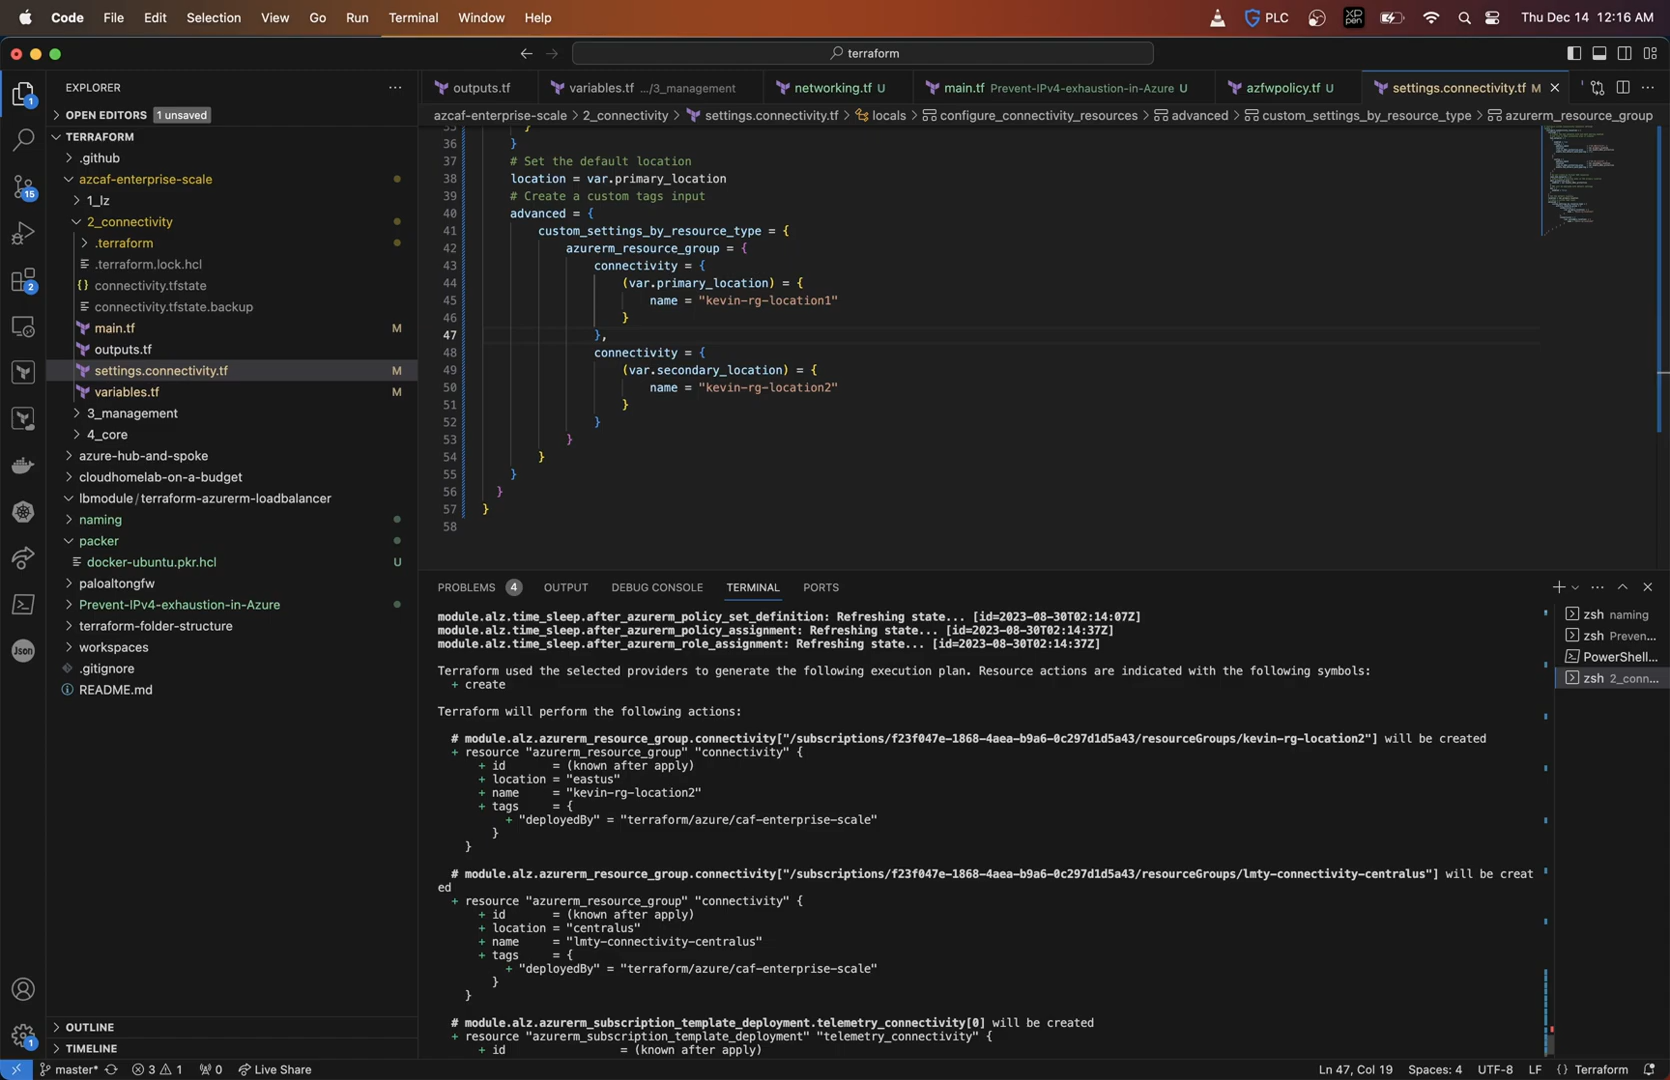 Code File Edit Selection View Go Run Terminal Window Help
PLC
xp pen
Thu Dec 14 12:16 AM
terraform
EXPLORER
outputs.tf
variables.tf .../3_management
networking.tf U
main.tf Prevent-IPv4-exhaustion-in-Azure U
azfwpolicy.tf U
settings.connectivity.tf M
azcaf-enterprise-scale > 2_connectivity > settings.connectivity.tf > locals > configure_connectivity_resources > advanced > custom_settings_by_resource_type > azurerm_resource_group
OPEN EDITORS 1 unsaved
TERRAFORM
.github
azcaf-enterprise-scale
1_lz
2_connectivity
.terraform
.terraform.lock.hcl
connectivity.tfstate
connectivity.tfstate.backup
main.tf M
outputs.tf
settings.connectivity.tf M
variables.tf M
3_management
4_core
azure-hub-and-spoke
cloudhomelab-on-a-budget
lbmodule / terraform-azurerm-loadbalancer
naming
packer
docker-ubuntu.pkr.hcl U
paloaltongfw
Prevent-IPv4-exhaustion-in-Azure
terraform-folder-structure
workspaces
.gitignore
README.md
OUTLINE
TIMELINE
1
15
2
Json
1
35 }
36 }
37 # Set the default location
38 location = var.primary_location
39 # Create a custom tags input
40 advanced = {
41 custom_settings_by_resource_type = {
42 azurerm_resource_group = {
43 connectivity = {
44 (var.primary_location) = {
45 name = "kevin-rg-location1"
46 }
47 },
48 connectivity = {
49 (var.secondary_location) = {
50 name = "kevin-rg-location2"
51 }
52 }
53 }
54 }
55 }
56 }
57 }
58
PROBLEMS 4 OUTPUT DEBUG CONSOLE TERMINAL PORTS
module.alz.time_sleep.after_azurerm_policy_set_definition: Refreshing state... [id=2023-08-30T02:14:07Z]
module.alz.time_sleep.after_azurerm_policy_assignment: Refreshing state... [id=2023-08-30T02:14:37Z]
module.alz.time_sleep.after_azurerm_role_assignment: Refreshing state... [id=2023-08-30T02:14:37Z]
Terraform used the selected providers to generate the following execution plan. Resource actions are indicated with the following symbols:
+ create
Terraform will perform the following actions:
# module.alz.azurerm_resource_group.connectivity["/subscriptions/f23f047e-1868-4aea-b9a6-0c297d1d5a43/resourceGroups/kevin-rg-location2"] will be created
+ resource "azurerm_resource_group" "connectivity" {
+ id = (known after apply)
+ location = "eastus"
+ name = "kevin-rg-location2"
+ tags = {
+ "deployedBy" = "terraform/azure/caf-enterprise-scale"
}
}
# module.alz.azurerm_resource_group.connectivity["/subscriptions/f23f047e-1868-4aea-b9a6-0c297d1d5a43/resourceGroups/lmty-connectivity-centralus"] will be creat
ed
+ resource "azurerm_resource_group" "connectivity" {
+ id = (known after apply)
+ location = "centralus"
+ name = "lmty-connectivity-centralus"
+ tags = {
+ "deployedBy" = "terraform/azure/caf-enterprise-scale"
}
}
# module.alz.azurerm_subscription_template_deployment.telemetry_connectivity[0] will be created
+ resource "azurerm_subscription_template_deployment" "telemetry_connectivity" {
+ id = (known after apply)
zsh naming
zsh Preven...
PowerShell...
zsh 2_conn...
master* 3 1 0 Live Share
Ln 47, Col 19 Spaces: 4 UTF-8 LF {} Terraform